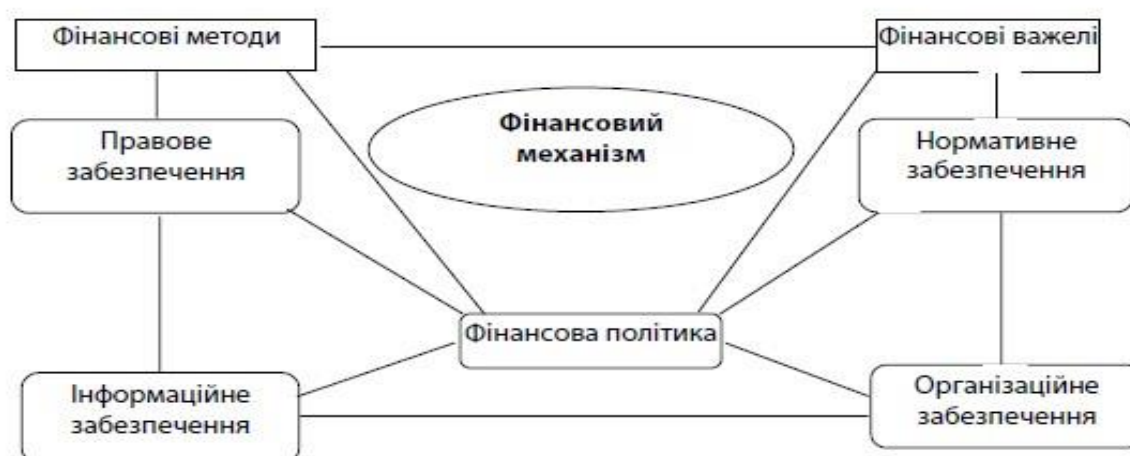 Фінансові методи
Фінансові важелі
Фінансовий
механізм
Правове
забезпечення
Нормативне
забезпечення
Фінансова політика
Інформаційне
забезпечення
Організаційне
забезпечення